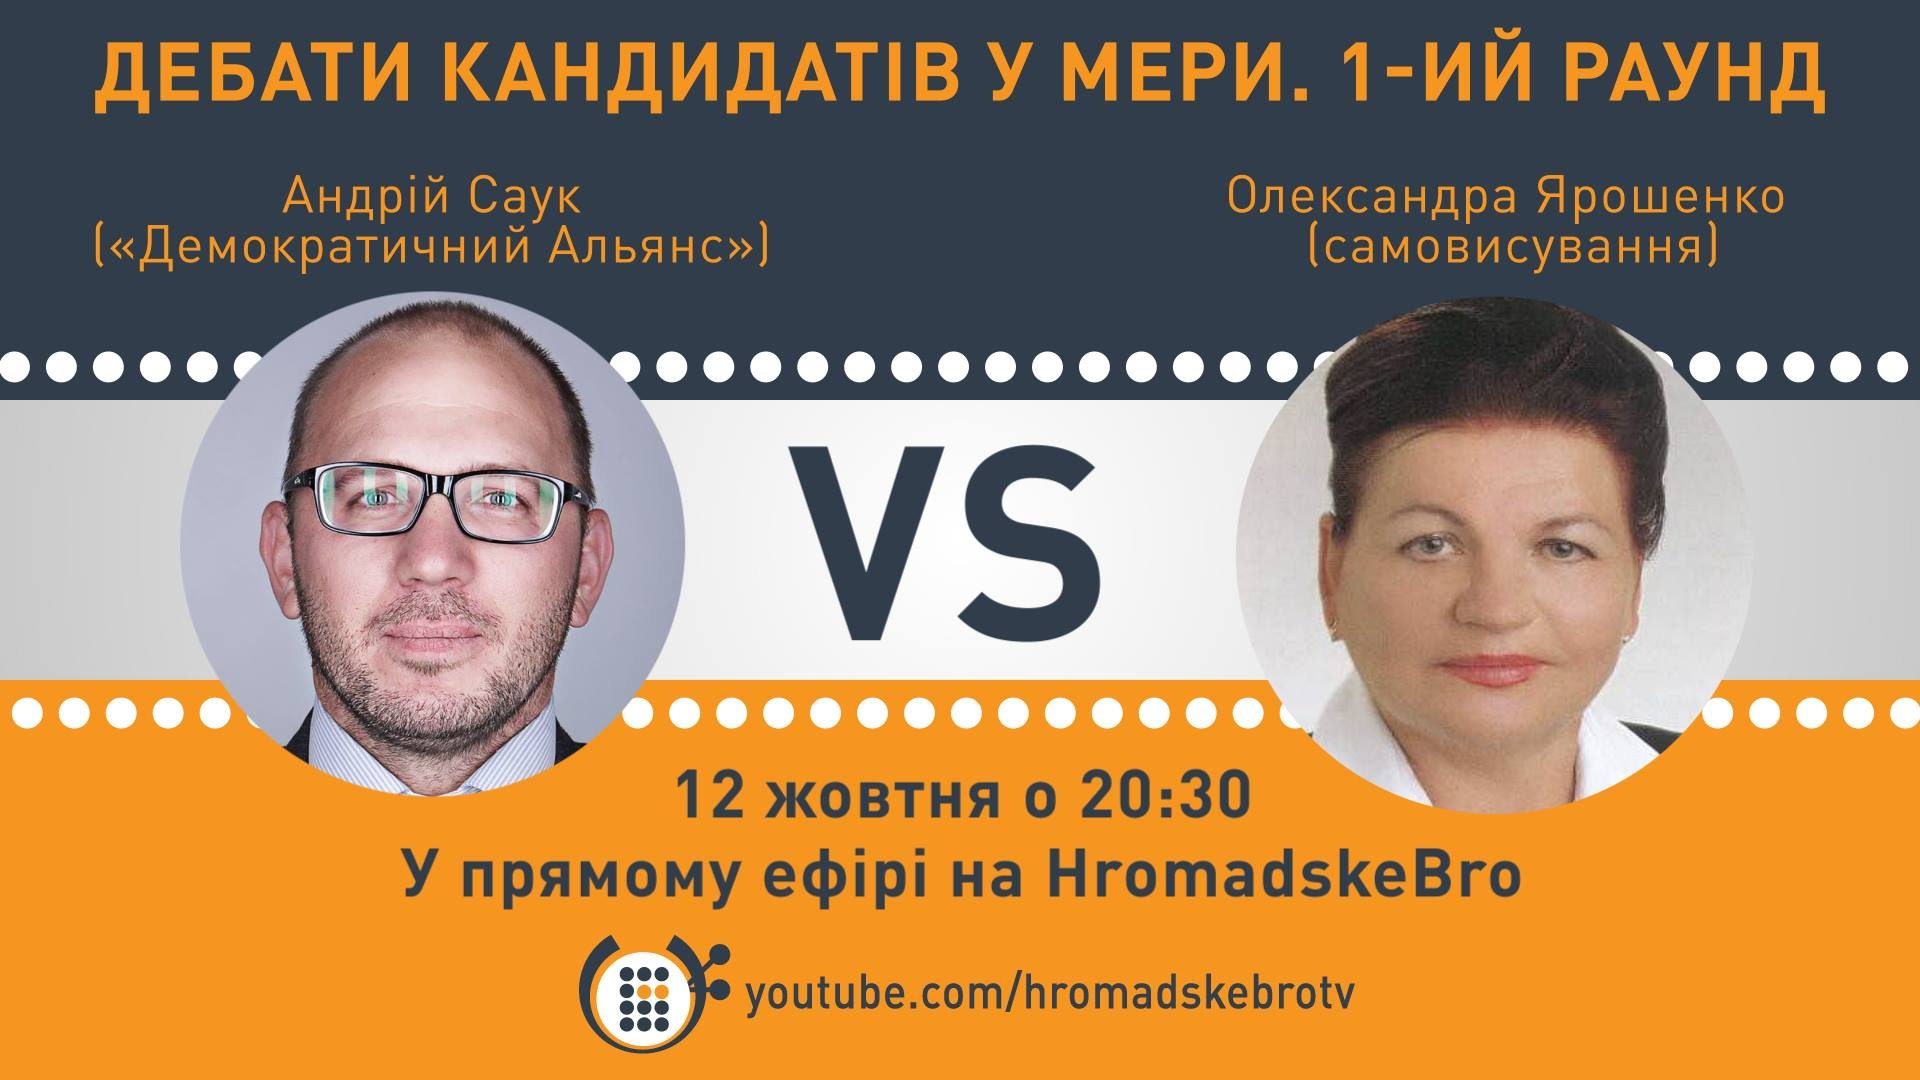 ДЕБАТИ КАНДИДАТІВ У МЕРИ. 1-ИЙ РАУНД
Андрій Саук
(«Демократичний Альянс»)
Олександра Ярошенко
(самовисування)
VS
12 жовтня о 20:30
У прямому ефірі на HromadskeBro
youtube.com/hromadskebrotv